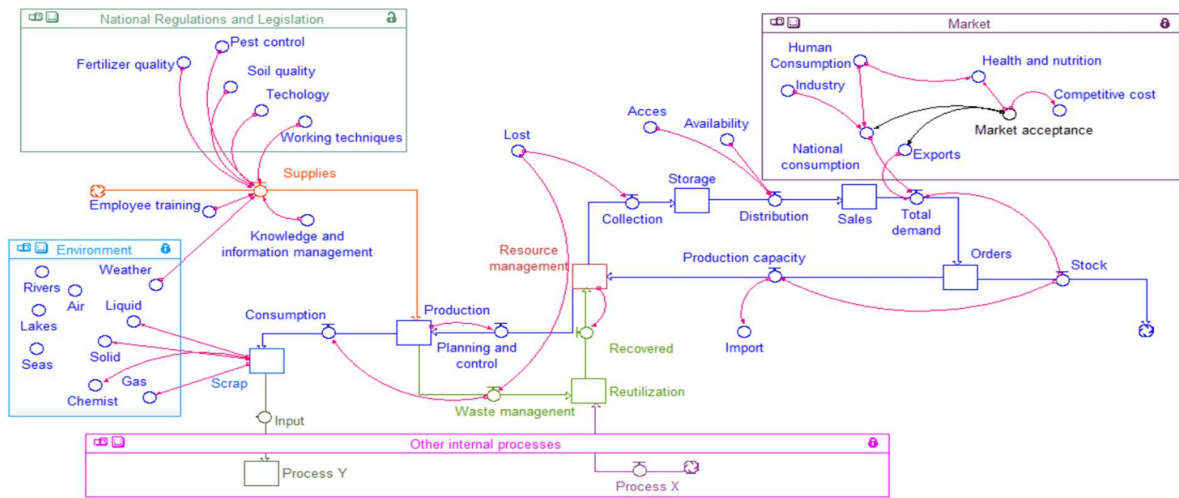 National Regulations and Legislation
Pest control
Fertilizer quality
Soil quality
Techology
Working techniques
Supplies
Employee training
Knowledge and
information management
Environment
Weather
Rivers
Air
Liquid
Lakes
Solid
Seas
Gas
Chemist
Scrap
Consumption
Production
Planning and
control
Waste management
Input
Lost
Collection
Storage
Acces
Availability
Distribution
Sales
Total
demand
Resource
management
Production capacity
Orders
Stock
Import
Recovered
Reutilization
Market
Human
Consumption
Health and nutrition
Industry
Competitive cost
Market acceptance
National
consumption
Exports
Other internal processes
Process Y
Process X